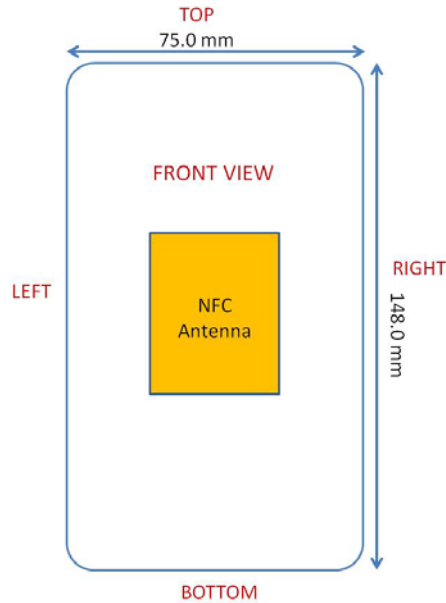 TOP
75.0 mm
FRONT VIEW
LEFT
RIGHT
148.0 mm
NFC
Antenna
BOTTOM